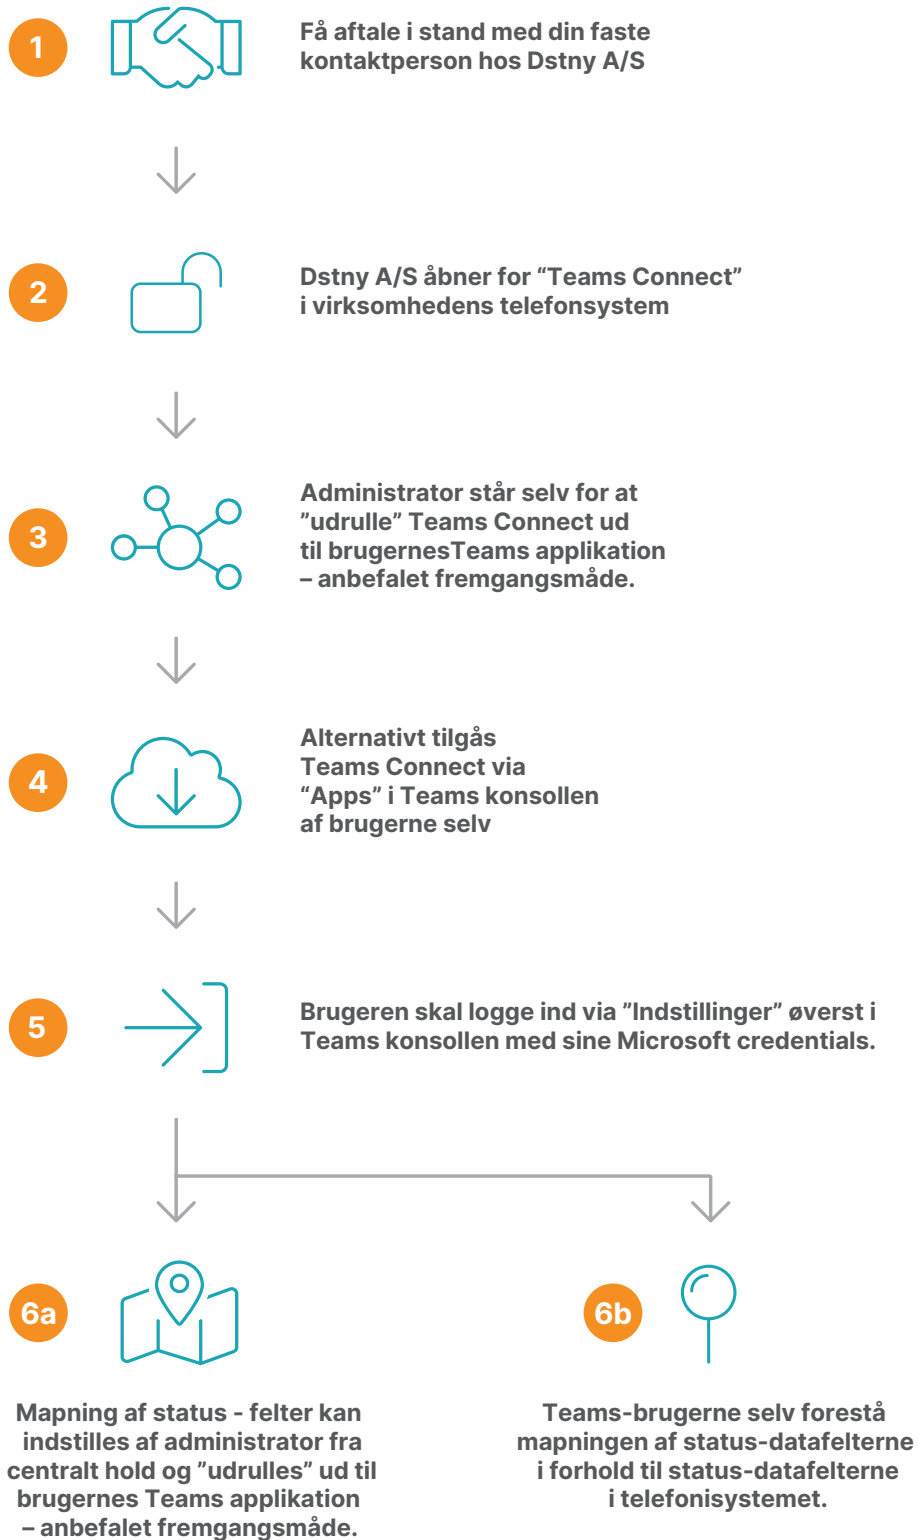 1
Få aftale i stand med din faste
kontaktperson hos Dstny A/S
2
Dstny A/S åbner for “Teams Connect”
i virksomhedens telefonsystem
3
Administrator står selv for at
”udrulle” Teams Connect ud
til brugernesTeams applikation
– anbefalet fremgangsmåde.
4
Alternativt tilgås
Teams Connect via
“Apps” i Teams konsollen
af brugerne selv
5
Brugeren skal logge ind via ”Indstillinger” øverst i
Teams konsollen med sine Microsoft credentials.
6a
Mapning af status - felter kan
indstilles af administrator fra
centralt hold og ”udrulles” ud til
brugernes Teams applikation
– anbefalet fremgangsmåde.
6b
Teams-brugerne selv forestå
mapningen af status-datafelterne
i forhold til status-datafelterne
i telefonisystemet.